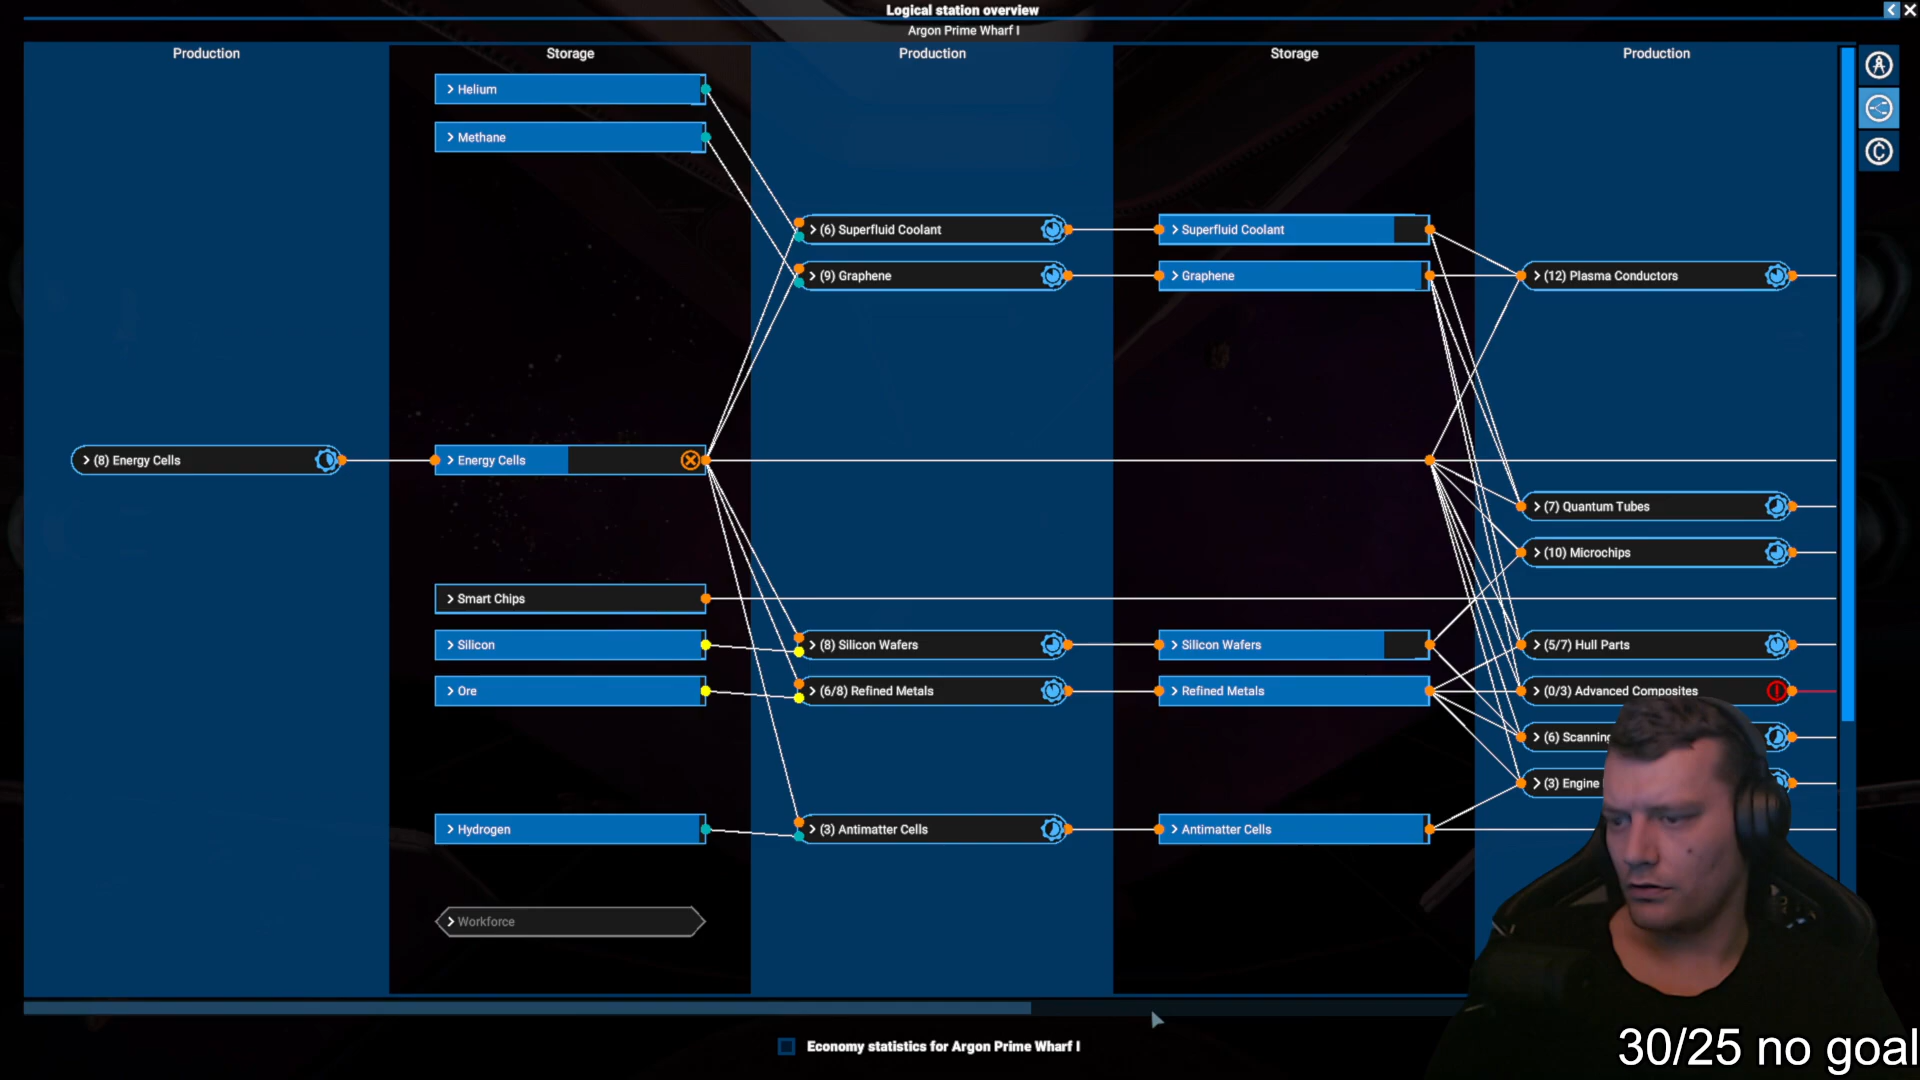 Logical station overview
Argon Prime Wharf I
Production
Storage
Production
Storage
Production
Helium
Methane
(6) Superfluid Coolant
Superfluid Coolant
(9) Graphene
Graphene
(12) Plasma Conductors
(8) Energy Cells
Energy Cells
(7) Quantum Tubes
(10) Microchips
Smart Chips
Silicon
(8) Silicon Wafers
Silicon Wafers
(5/7) Hull Parts
Ore
(6/8) Refined Metals
Refined Metals
(0/3) Advanced Composites
(6) Scanning
(3) Engine
Hydrogen
(3) Antimatter Cells
Antimatter Cells
Workforce
Economy statistics for Argon Prime Wharf I
30/25 no goal